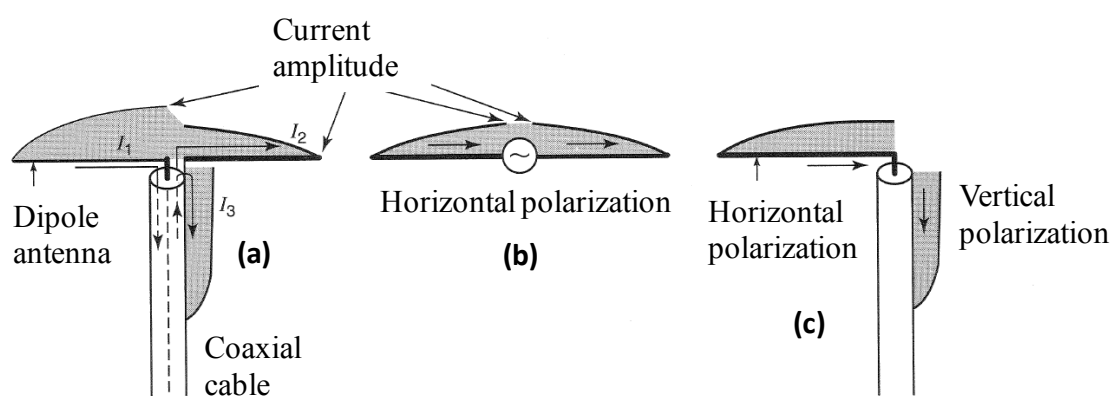 Current
amplitude
I₁
I₂
I₃
Dipole
antenna
(a)
Coaxial
cable
~
Horizontal polarization
(b)
Horizontal
polarization
Vertical
polarization
(c)